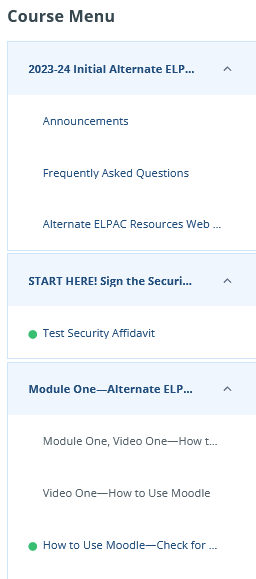 Course Menu
2023-24 Initial Alternate ELP...
Announcements
Frequently Asked Questions
Alternate ELPAC Resources Web ...
START HERE! Sign the Securi...
Test Security Affidavit
Module One—Alternate ELP...
Module One, Video One—How t...
Video One—How to Use Moodle
How to Use Moodle—Check for ...